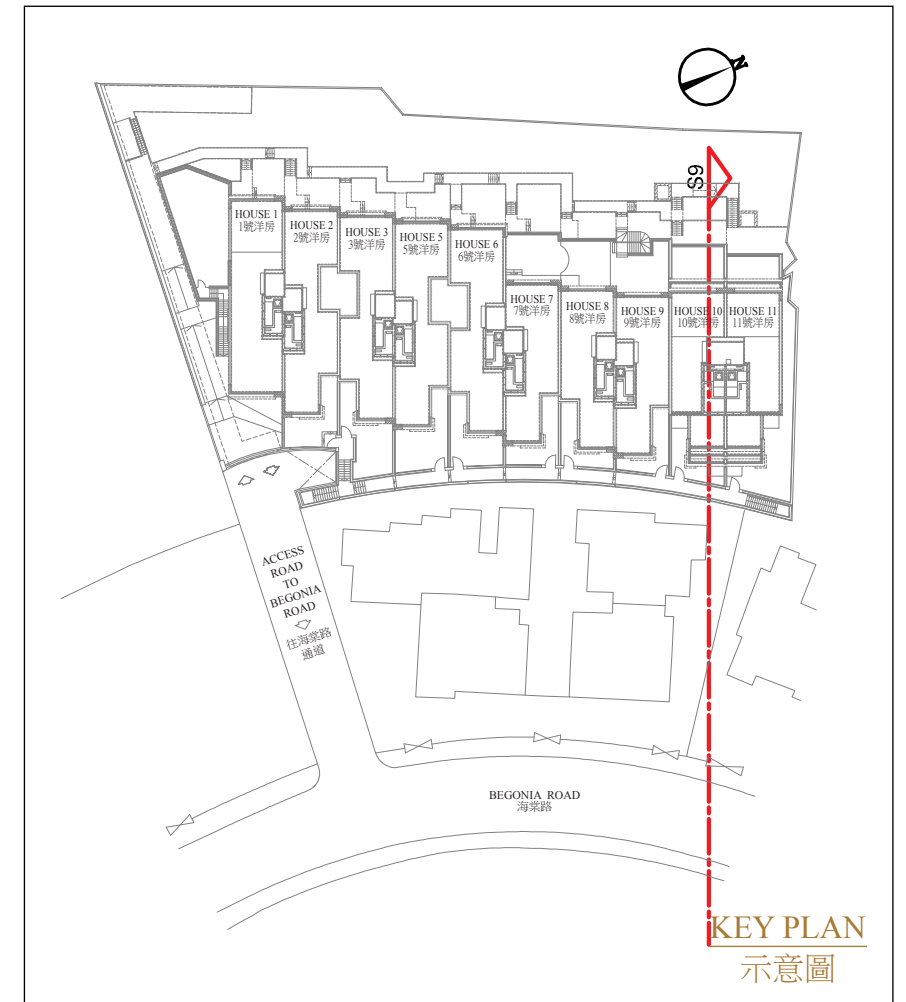 N
S9
HOUSE 1
1號洋房
HOUSE 2
2號洋房
HOUSE 3
3號洋房
HOUSE 5
5號洋房
HOUSE 6
6號洋房
HOUSE 7
7號洋房
HOUSE 8
8號洋房
HOUSE 9
9號洋房
HOUSE 10
10號洋房
HOUSE 11
11號洋房
ACCESS
ROAD
TO
BEGONIA
ROAD
往海棠路
通道
BEGONIA ROAD
海棠路
KEY PLAN
示意圖